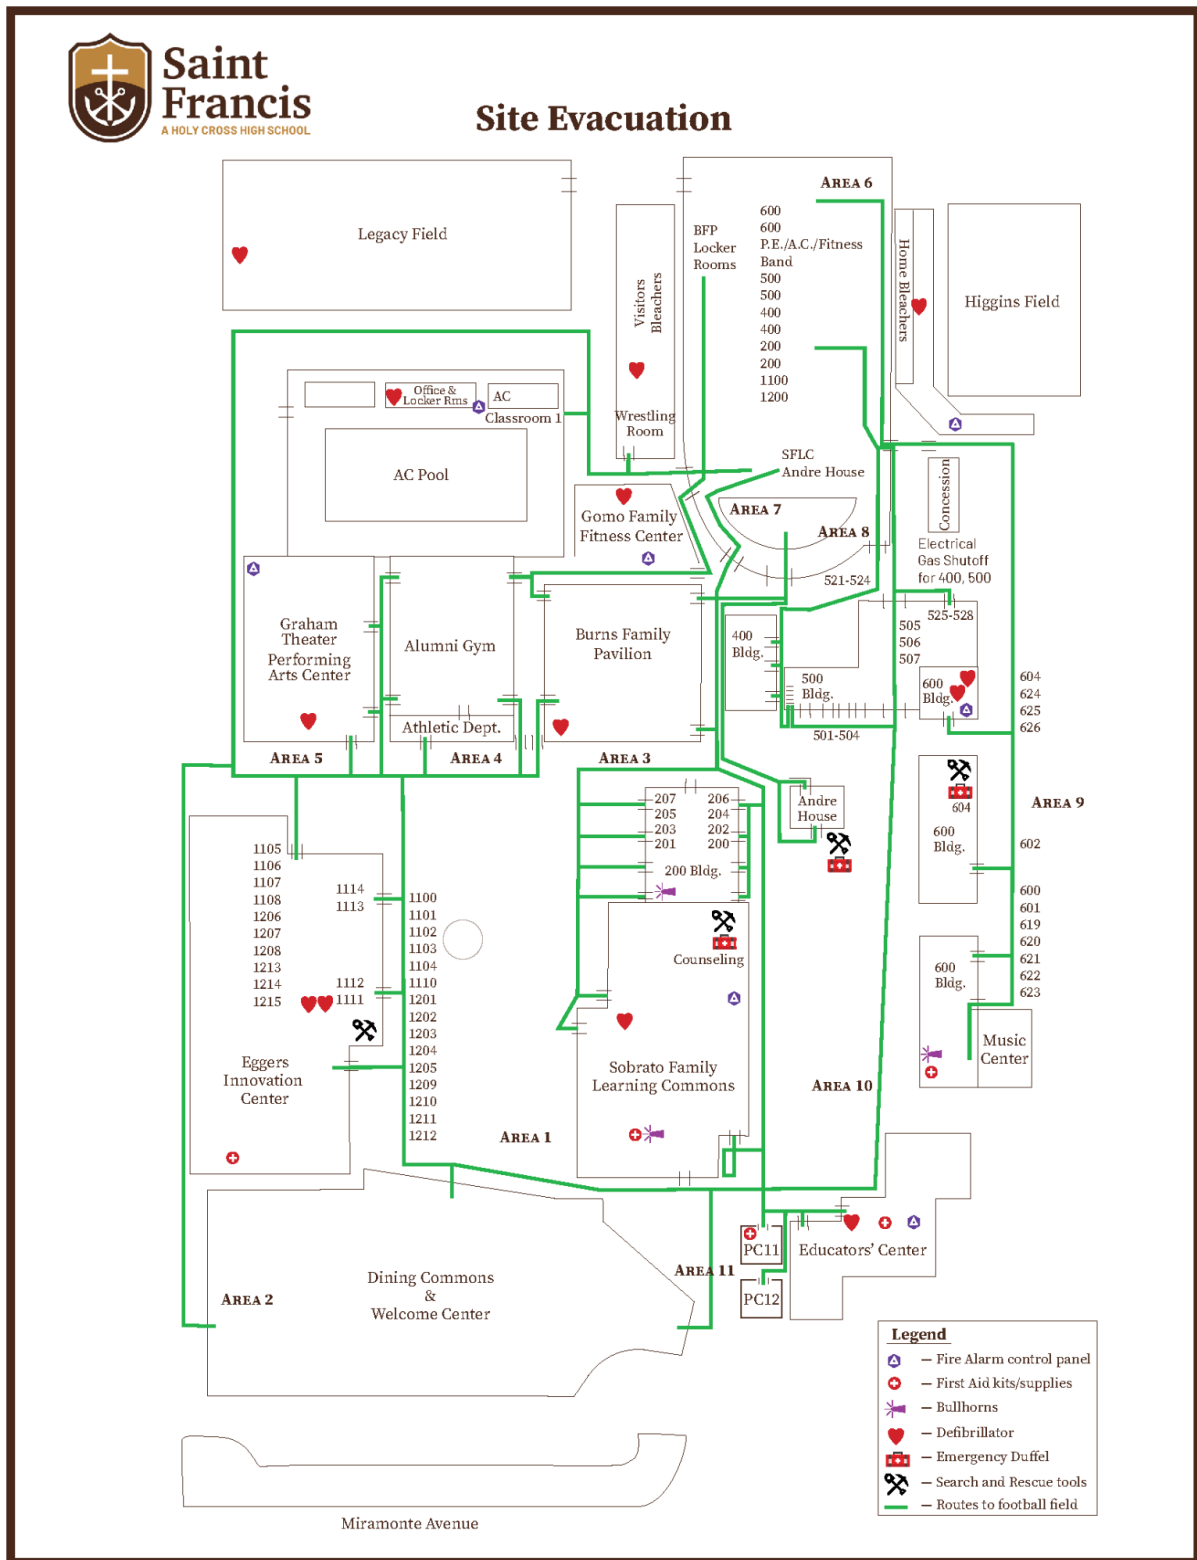 Saint
Francis
A HOLY CROSS HIGH SCHOOL
Site Evacuation
Legacy Field
AREA 6
BFP
Locker
Rooms
600
600
P.E./A.C./Fitness
Band
500
500
400
400
200
200
1100
1200
Visitors
Bleachers
Wrestling
Room
Home Bleachers
Higgins Field
Office &
Locker Rms
AC
Classroom 1
AC Pool
SFLC
Andre House
Gomo Family
Fitness Center
AREA 7
AREA 8
521-524
Concession
Electrical
Gas Shutoff
for 400, 500
525-528
505
506
507
Graham
Theater
Performing
Arts Center
Alumni Gym
Athletic Dept.
Burns Family
Pavilion
400
Bldg.
500
Bldg.
501-504
600
Bldg.
604
624
625
626
AREA 5
AREA 4
AREA 3
207
205
203
201
206
204
202
200
200 Bldg.
Andre
House
604
600
Bldg.
AREA 9
602
600
601
619
620
621
622
623
600
Bldg.
Music
Center
1105
1106
1107
1108
1206
1207
1208
1213
1214
1215
1114
1113
1112
1111
1100
1101
1102
1103
1104
1110
1201
1202
1203
1204
1205
1209
1210
1211
1212
Eggers
Innovation
Center
Counseling
Sobrato Family
Learning Commons
AREA 1
AREA 10
Dining Commons
&
Welcome Center
AREA 2
AREA 11
PC11
PC12
Educators' Center
Legend
– Fire Alarm control panel
– First Aid kits/supplies
– Bullhorns
– Defibrillator
– Emergency Duffel
– Search and Rescue tools
– Routes to football field
Miramonte Avenue